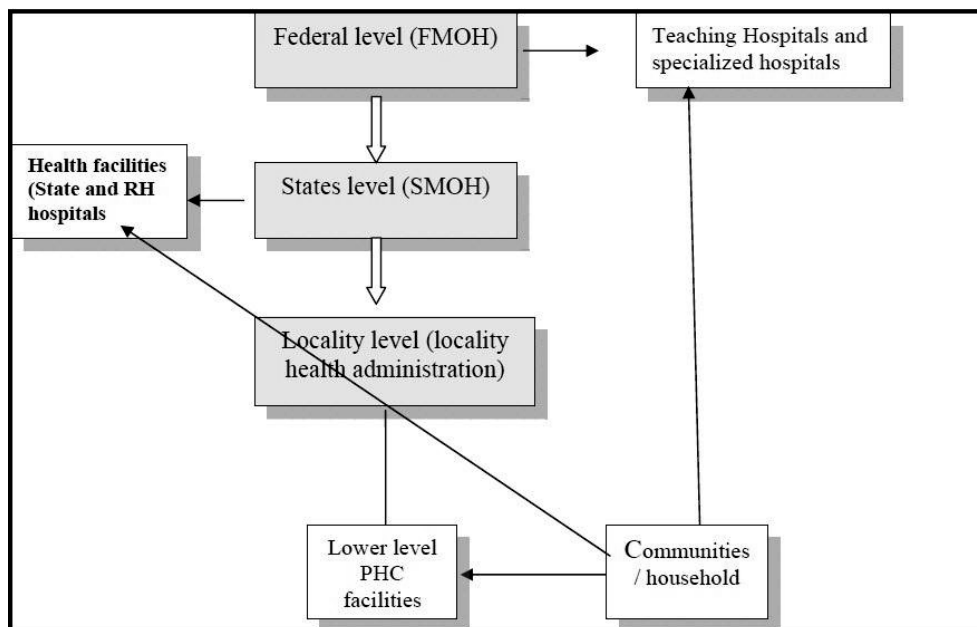 Federal level (FMOH)
Teaching Hospitals and
specialized hospitals
Health facilities
(State and RH
hospitals
States level (SMOH)
Locality level (locality
health administration)
Lower level
PHC
facilities
Communities
/ household